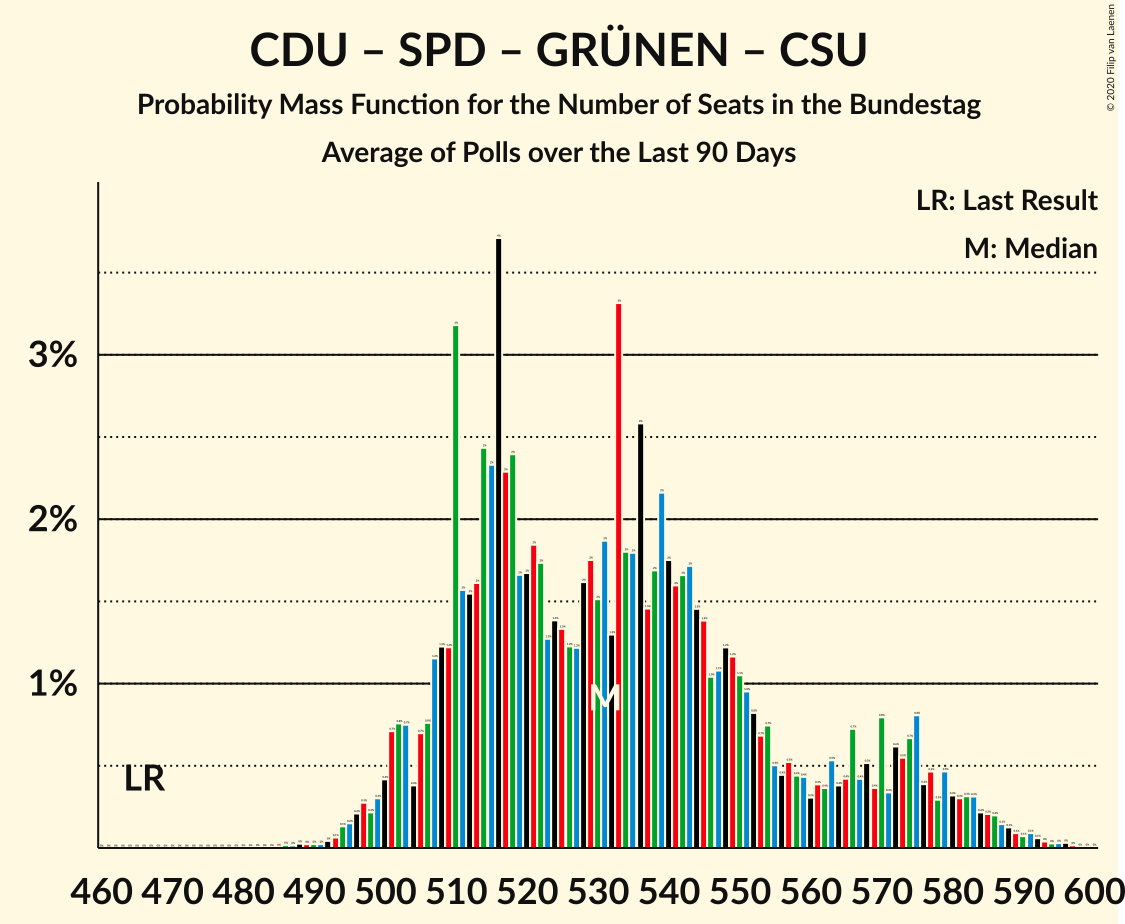 CDU – SPD – GRÜNEN – CSU
Probability Mass Function for the Number of Seats in the Bundestag
Average of Polls over the Last 90 Days
© 2020 Filip van Laenen
LR: Last Result
M: Median
3%
2%
1%
LR
M
460 470 480 490 500 510 520 530 540 550 560 570 580 590 600